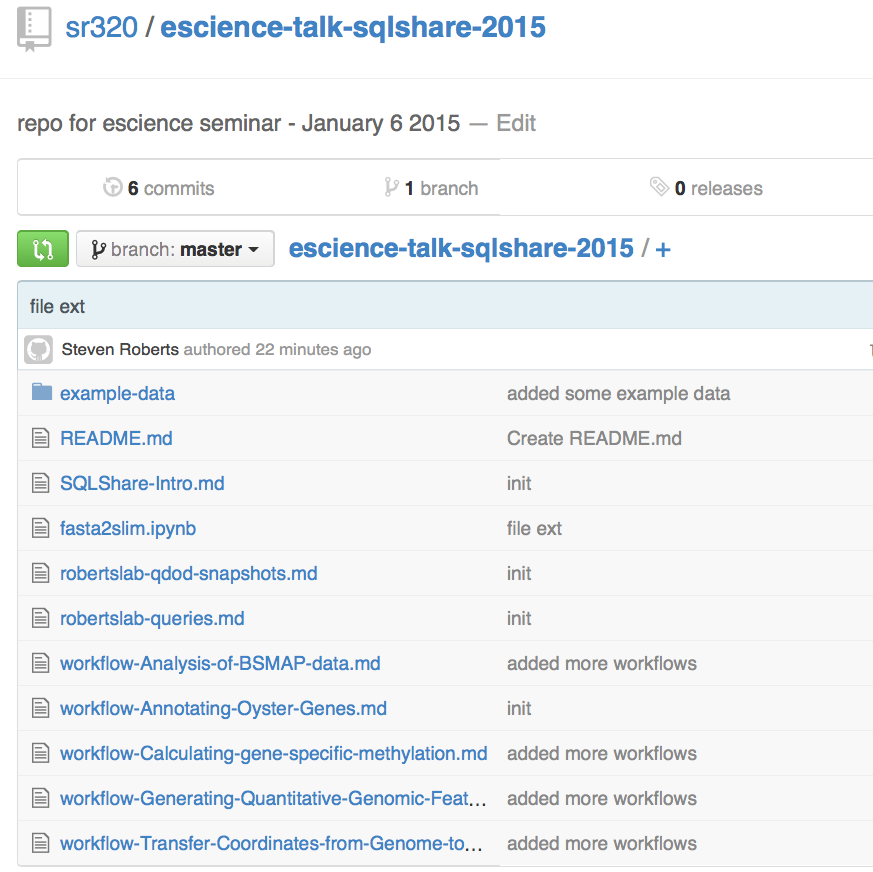 sr320 / escience-talk-sqlshare-2015
repo for escience seminar - January 6 2015 — Edit
6 commits 1 branch 0 releases
branch: master escience-talk-sqlshare-2015 / +
file ext
Steven Roberts authored 22 minutes ago
example-data added some example data
README.md Create README.md
SQLShare-Intro.md init
fasta2slim.ipynb file ext
robertslab-qdod-snapshots.md init
robertslab-queries.md init
workflow-Analysis-of-BSMAP-data.md added more workflows
workflow-Annotating-Oyster-Genes.md init
workflow-Calculating-gene-specific-methylation.md added more workflows
workflow-Generating-Quantitative-Genomic-Feat... added more workflows
workflow-Transfer-Coordinates-from-Genome-to... added more workflows